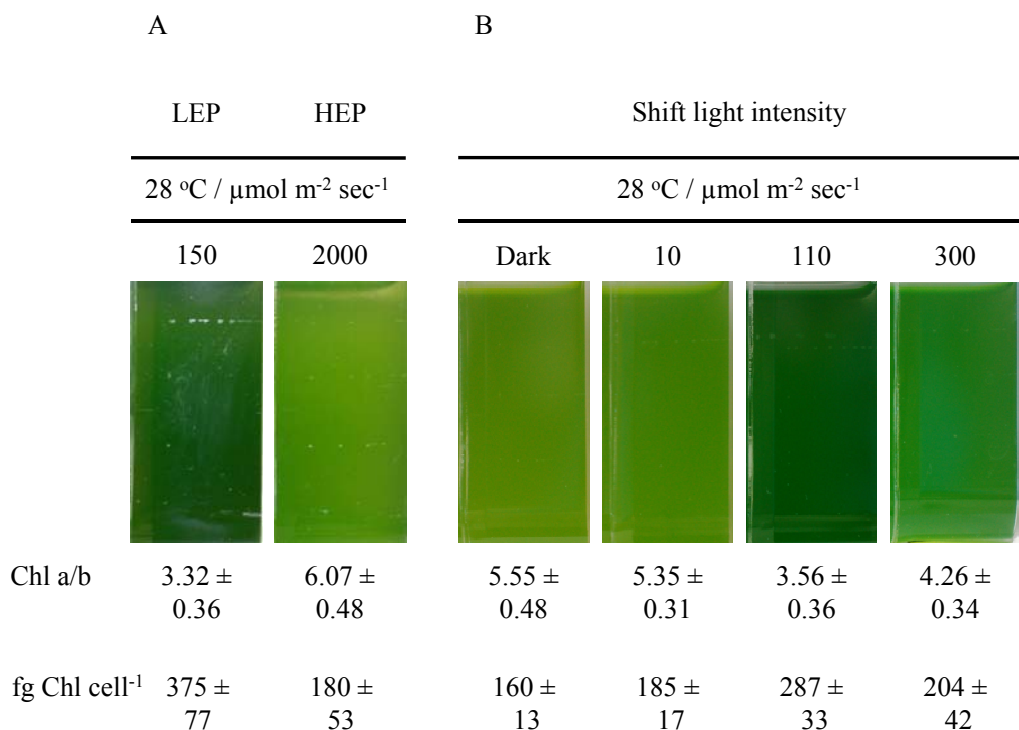 A B
LEP HEP Shift light intensity
28 °C / µmol m⁻² sec⁻¹ 28 °C / µmol m⁻² sec⁻¹
150 2000 Dark 10 110 300
Chl a/b 3.32 ± 6.07 ± 5.55 ± 5.35 ± 3.56 ± 4.26 ±
0.36 0.48 0.48 0.31 0.36 0.34
fg Chl cell⁻¹ 375 ± 180 ± 160 ± 185 ± 287 ± 204 ±
77 53 13 17 33 42